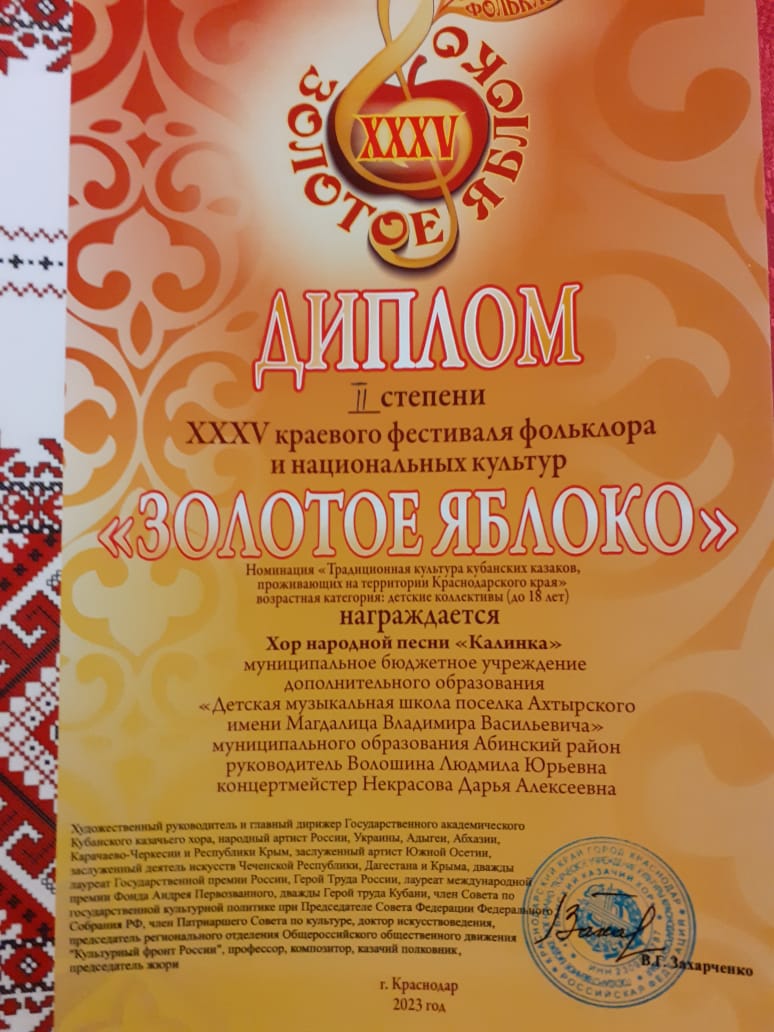 ФОЛЬКЛО
ЗОЛОТОЕ ЯБЛОКО
XXXV
ДИПЛОМ
II степени
XXXV краевого фестиваля фольклора
и национальных культур
«ЗОЛОТОЕ ЯБЛОКО»
Номинация «Традиционная культура кубанских казаков,
проживающих на территории Краснодарского края»
возрастная категория: детские коллективы (до 18 лет)
награждается
Хор народной песни «Калинка»
муниципальное бюджетное учреждение
дополнительного образования
«Детская музыкальная школа поселка Ахтырского
имени Магдалица Владимира Васильевича»
муниципального образования Абинский район
руководитель Волошина Людмила Юрьевна
концертмейстер Некрасова Дарья Алексеевна
Художественный руководитель и главный дирижер Государственного академического
Кубанского казачьего хора, народный артист России, Украины, Адыгеи, Абхазии,
Карачаево-Черкесии и Республики Крым, заслуженный артист Южной Осетии,
заслуженный деятель искусств Чеченской Республики, Дагестана и Крыма, дважды
лауреат Государственной премии России, Герой Труда России, лауреат международной
премии Фонда Андрея Первозванного, дважды Герой труда Кубани, член Совета по
государственной культурной политике при Председателе Совета Федерации Федерального
Собрания РФ, член Патриаршего Совета по культуре, доктор искусствоведения,
председатель регионального отделения Общероссийского общественного движения
"Культурный фронт России", профессор, композитор, казачий полковник,
председатель жюри
В.Г. Захарченко
г. Краснодар
2023 год